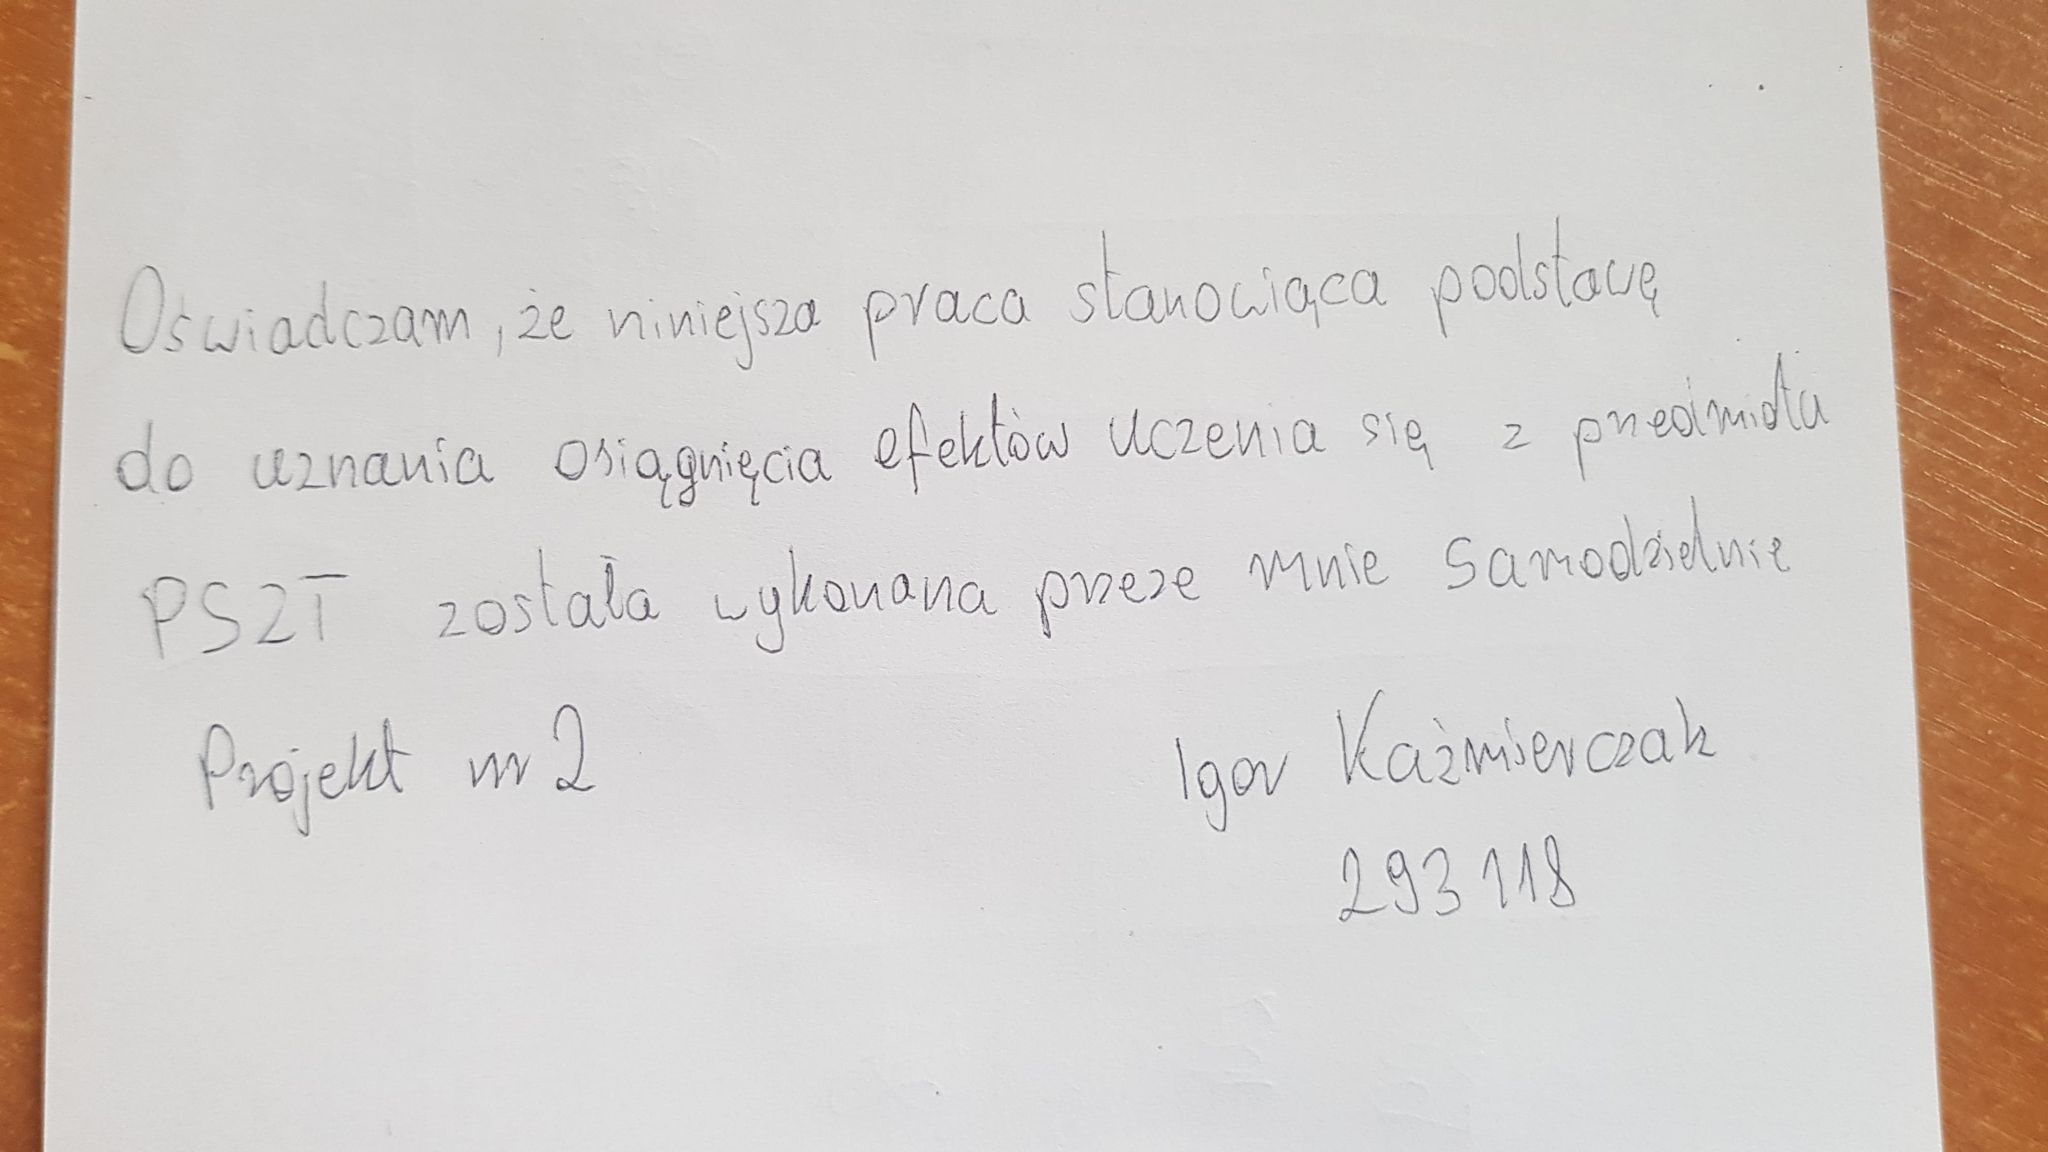 Oświadczam, że niniejsza praca stanowiąca podstawę
do uznania osiągnięcia efektów uczenia się z przedmiotu
PSZT została wykonana przeze mnie samodzielnie
Projekt nr 2
Igor Kaźmierczak
293118